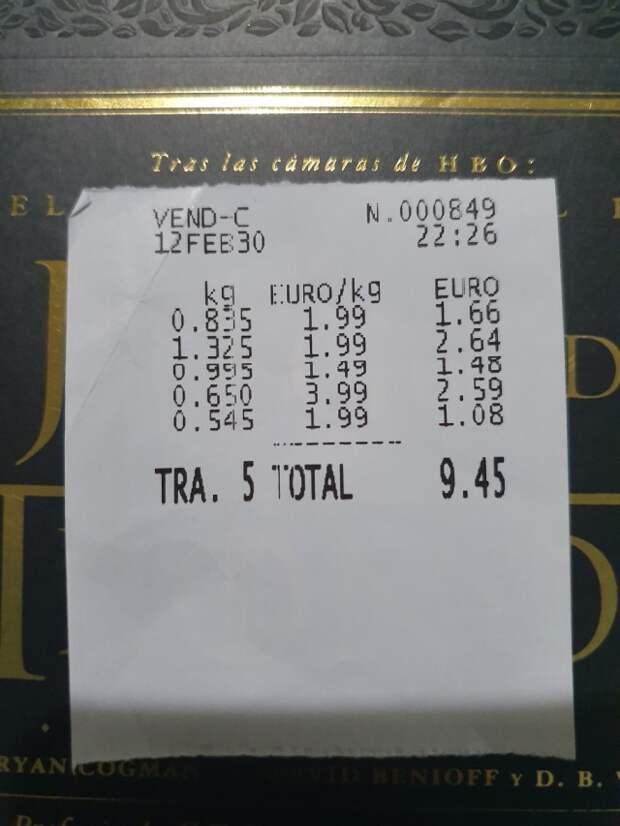 Tras las cámaras de HBO:
EL
VEND-C N.000849
12FEB30 22:26
kg EURO/kg EURO
0.835 1.99 1.66
1.325 1.99 2.64
0.995 1.49 1.48
0.650 3.99 2.59
0.545 1.99 1.08
TRA. 5 TOTAL 9.45
BENIOFF Y D. B.